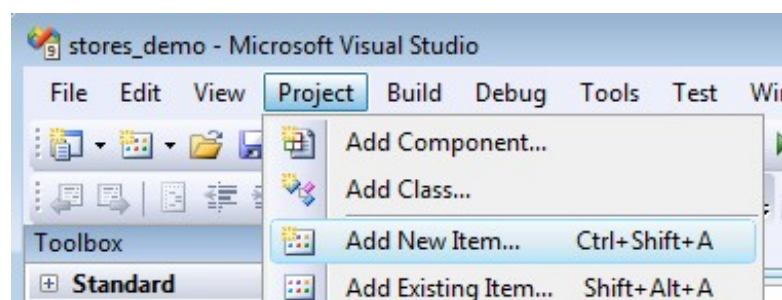 stores_demo - Microsoft Visual Studio
File Edit View Project Build Debug Tools Test
Add Component...
Add Class...
Add New Item... Ctrl+Shift+A
Toolbox
Add Existing Item... Shift+Alt+A
Standard